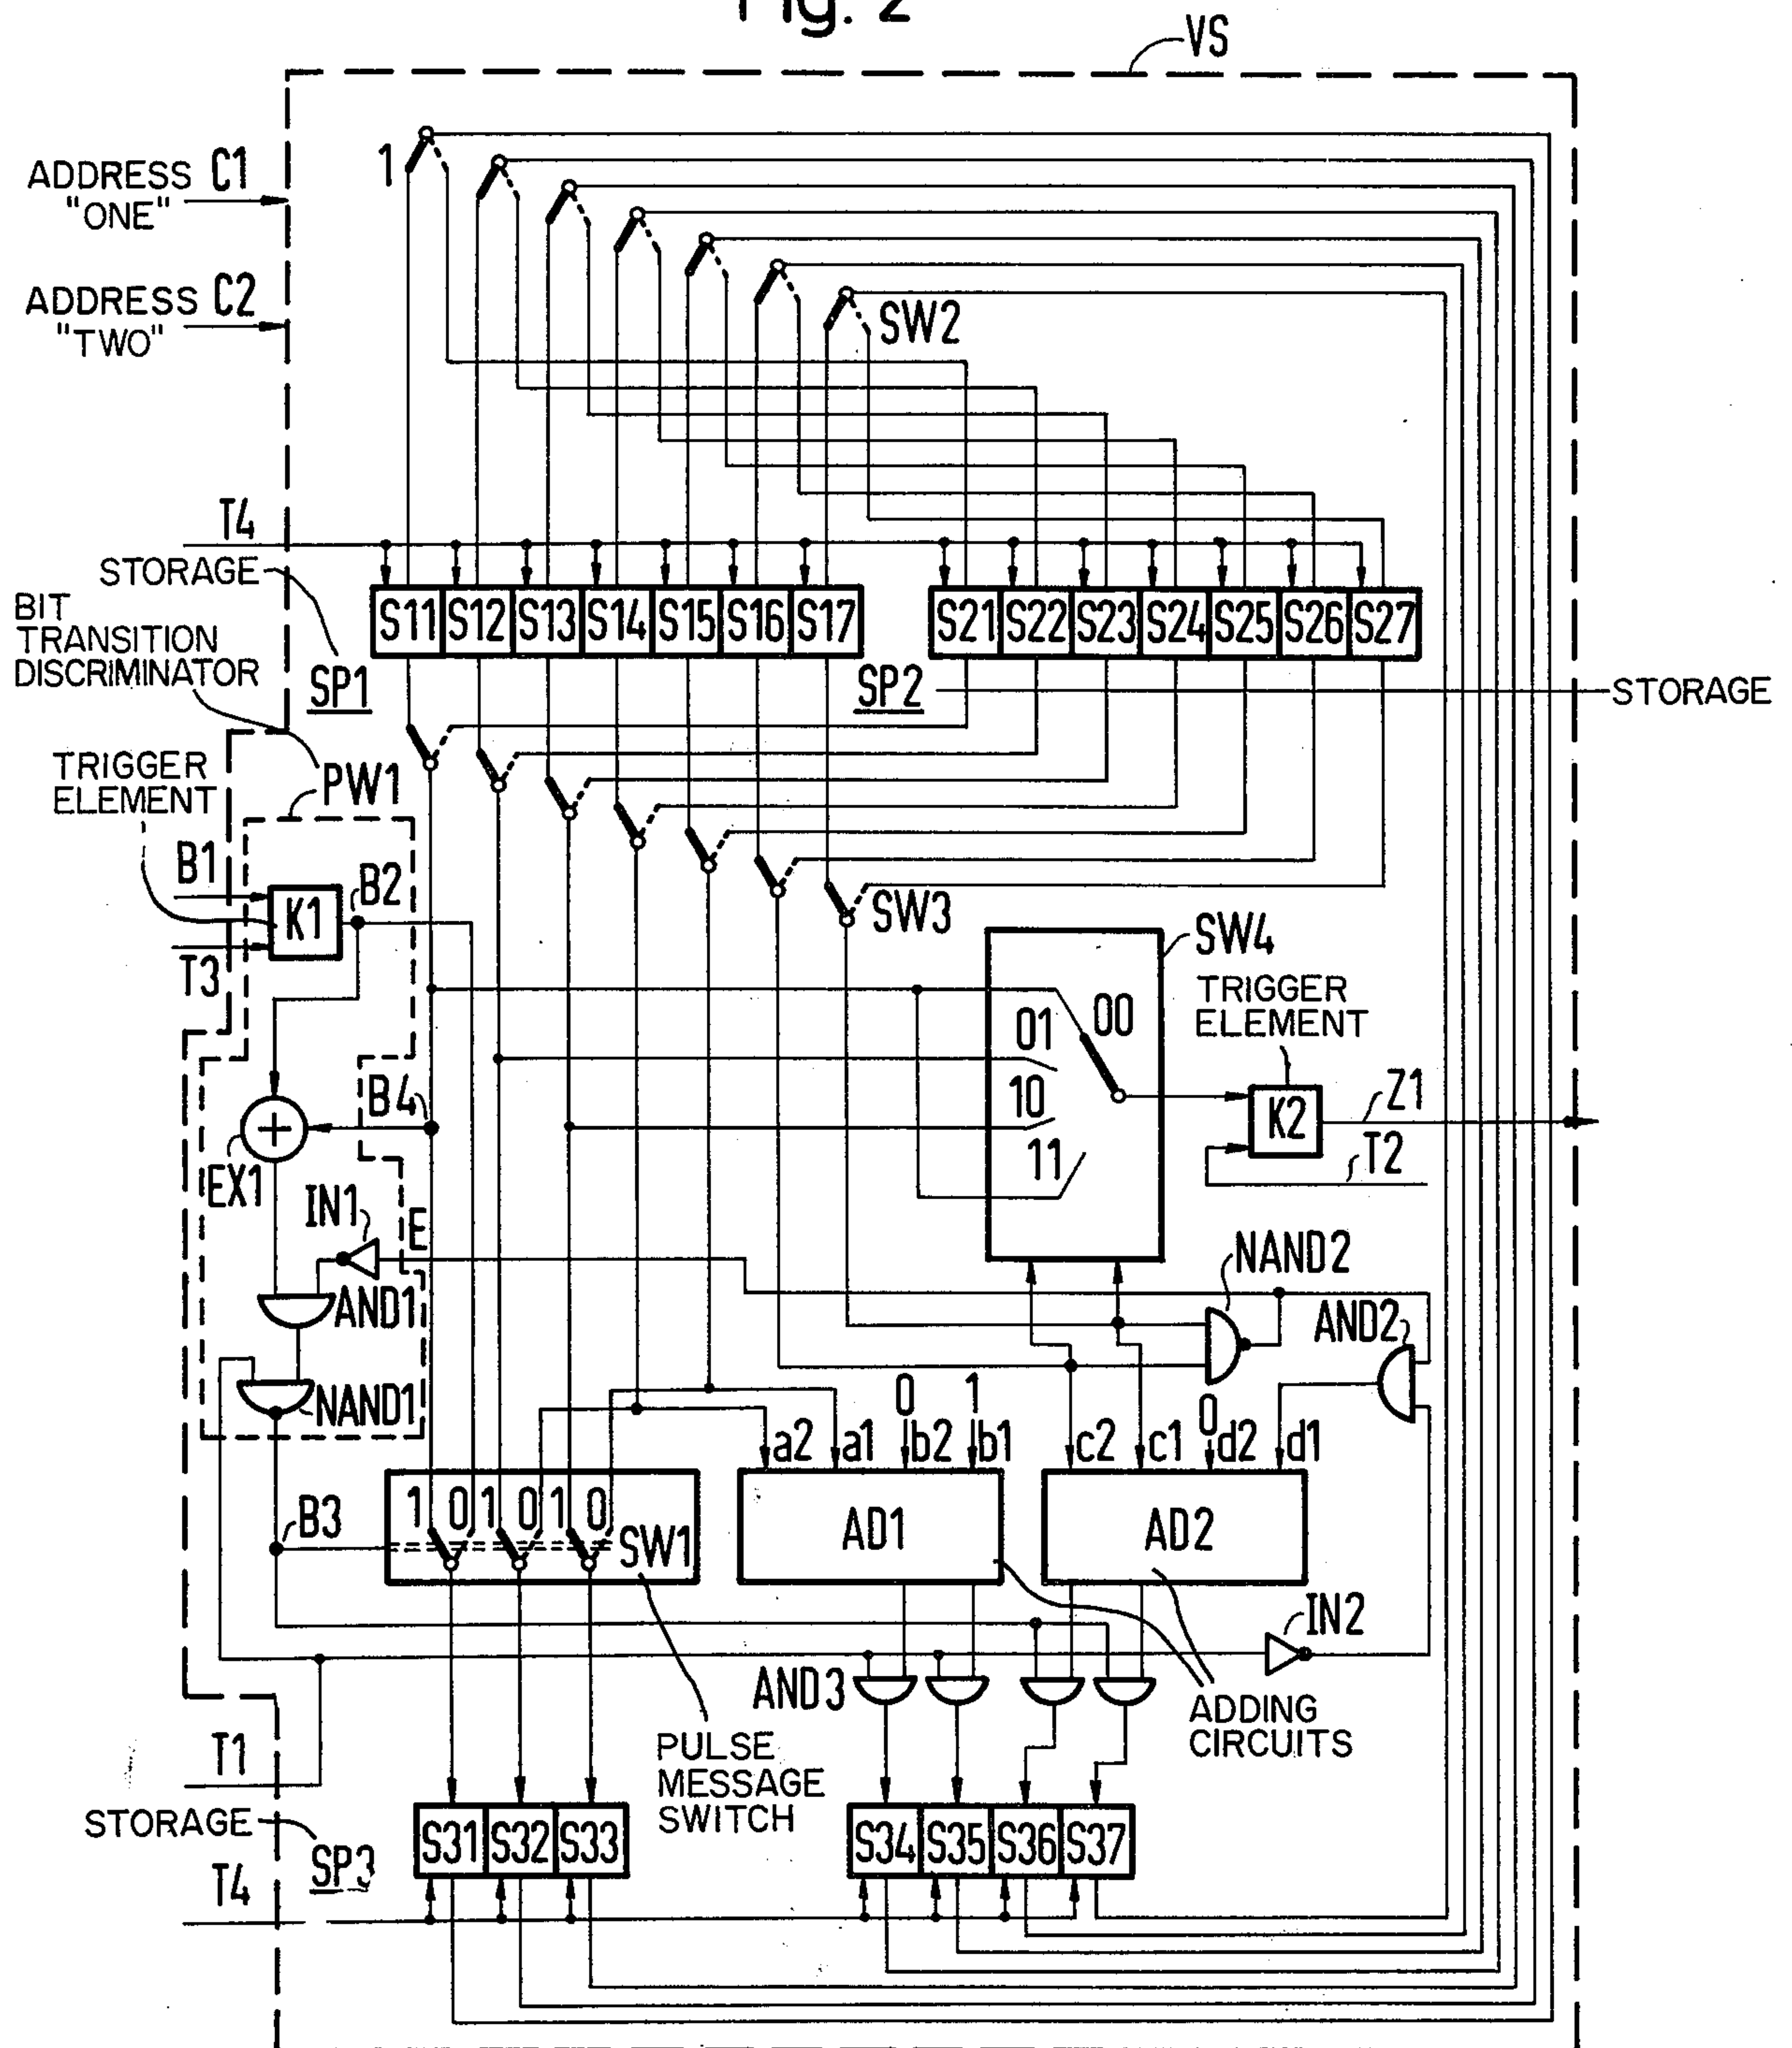 Fig. 2
VS
ADDRESS C1
"ONE"
1
ADDRESS C2
"TWO"
SW2
T4
STORAGE
BIT
TRANSITION
DISCRIMINATOR
S11 S12 S13 S14 S15 S16 S17
S21 S22 S23 S24 S25 S26 S27
SP1
SP2
STORAGE
TRIGGER
ELEMENT
PW1
B1
K1
B2
T3
SW3
SW4
TRIGGER
ELEMENT
01
00
10
11
K2
Z1
T2
B4
+
EX1
IN1
E
AND1
NAND1
NAND2
AND2
0 1
0
a2 a1 b2 b1
c2 c1 d2 d1
1 0 1 0 1 0
SW1
AD1
AD2
B3
IN2
AND3
ADDING
CIRCUITS
PULSE
MESSAGE
SWITCH
T1
STORAGE
SP3
T4
S31 S32 S33
S34 S35 S36 S37